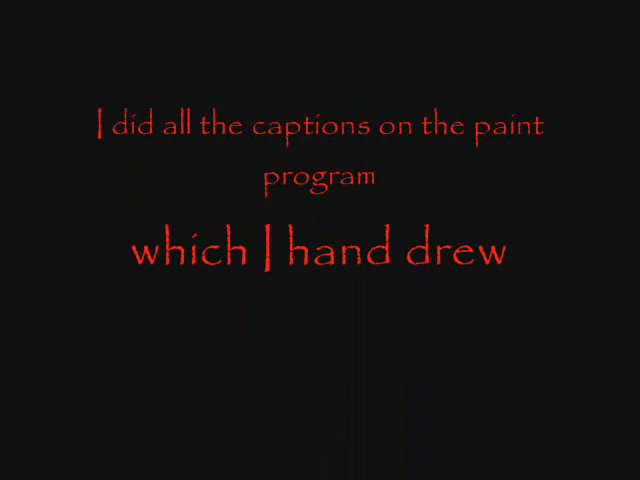 I did all the captions on the paint
program
which I hand drew